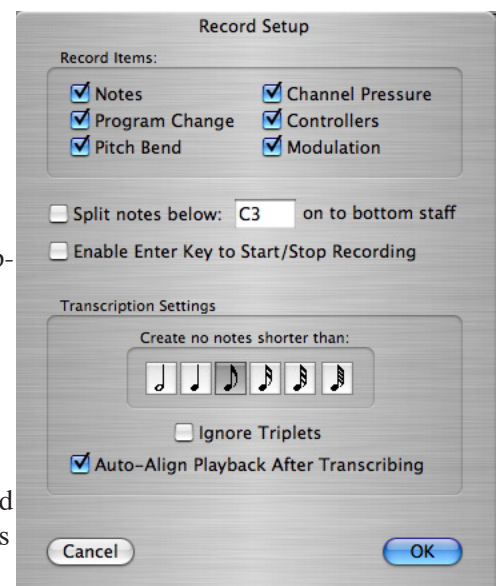 Record Setup
Record Items:
Notes Channel Pressure
Program Change Controllers
Pitch Bend Modulation
Split notes below: C3 on to bottom staff
Enable Enter Key to Start/Stop Recording
Transcription Settings
Create no notes shorter than:
Ignore Triplets
Auto-Align Playback After Transcribing
Cancel OK